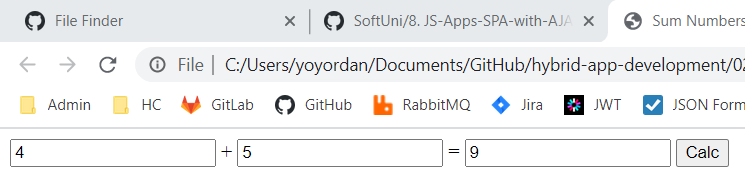 File Finder SoftUni/8. JS-Apps-SPA-with-AJA Sum Numbers
File C:/Users/yoyordan/Documents/GitHub/hybrid-app-development/02
Admin HC GitLab GitHub RabbitMQ Jira JWT JSON Form
4 + 5 = 9 Calc